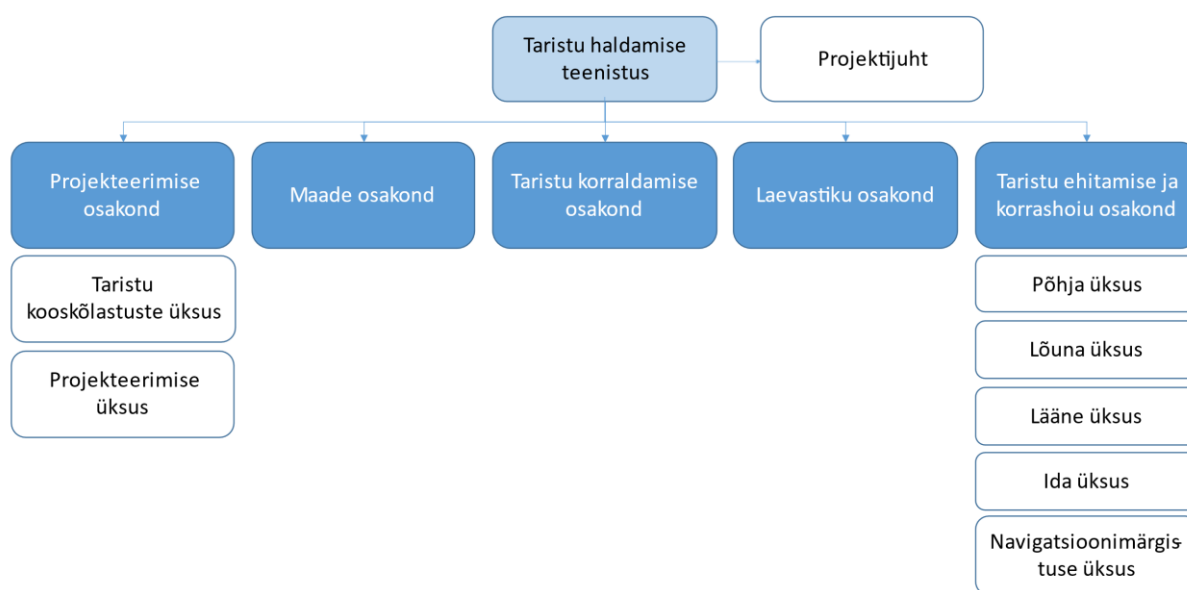 Taristu haldamise
teenistus
Projektijuht
Projekteerimise
osakond
Maade osakond
Taristu korraldamise
osakond
Laevastiku osakond
Taristu ehitamise ja
korrashoiu osakond
Taristu
kooskõlastuste üksus
Projekteerimise
üksus
Põhja üksus
Lõuna üksus
Lääne üksus
Ida üksus
Navigatsioonimärgis-
tuse üksus